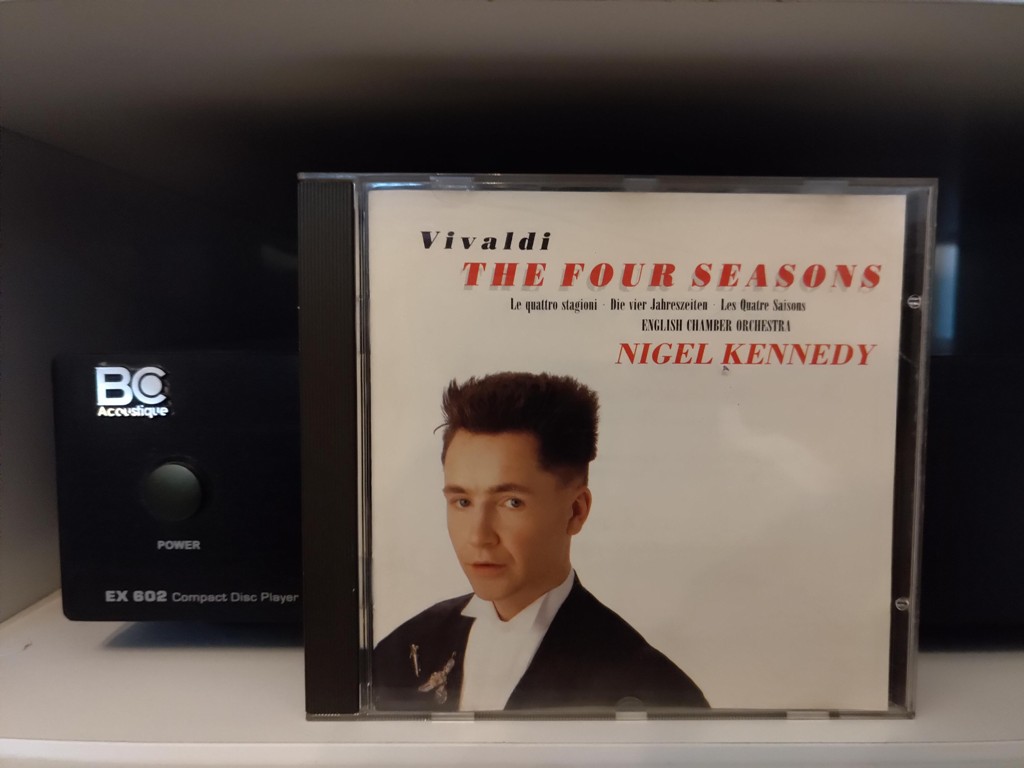 Vivaldi
THE FOUR SEASONS
Le quattro stagioni · Die vier Jahreszeiten · Les Quatre Saisons
ENGLISH CHAMBER ORCHESTRA
NIGEL KENNEDY
BC
Acoustique
POWER
EX 602 Compact Disc Player